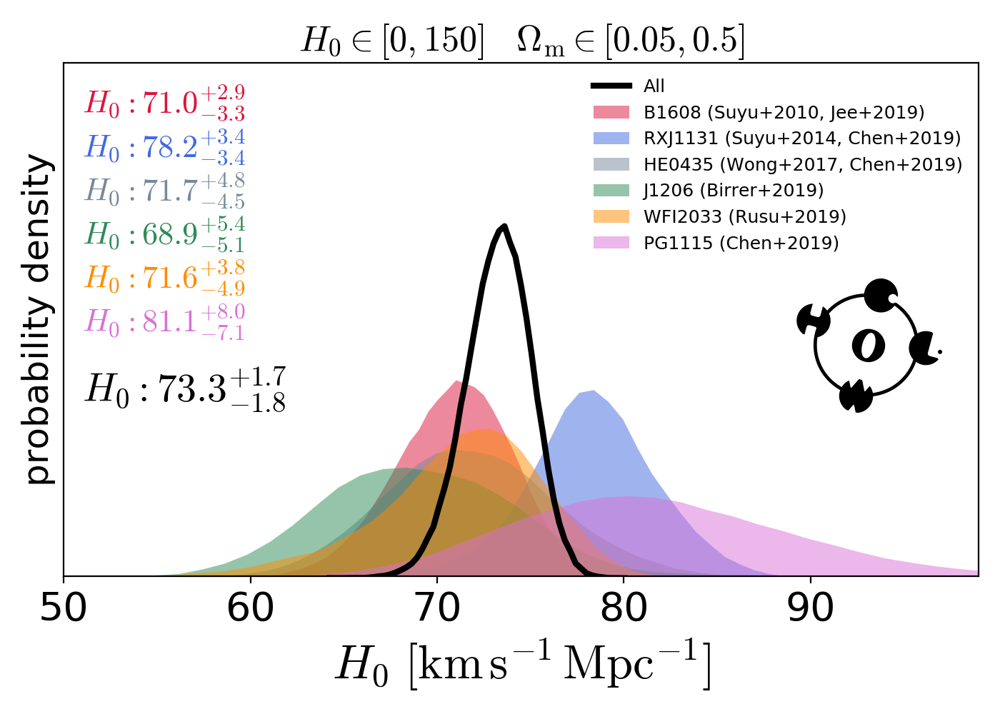 H₀ ∈ [0, 150]   Ωₘ ∈ [0.05, 0.5]
H₀ : 71.0 +2.9 −3.3
H₀ : 78.2 +3.4 −3.4
H₀ : 71.7 +4.8 −4.5
H₀ : 68.9 +5.4 −5.1
H₀ : 71.6 +3.8 −4.9
H₀ : 81.1 +8.0 −7.1
H₀ : 73.3 +1.7 −1.8
All
B1608 (Suyu+2010, Jee+2019)
RXJ1131 (Suyu+2014, Chen+2019)
HE0435 (Wong+2017, Chen+2019)
J1206 (Birrer+2019)
WFI2033 (Rusu+2019)
PG1115 (Chen+2019)
probability density
50 60 70 80 90
H₀ [km s⁻¹ Mpc⁻¹]